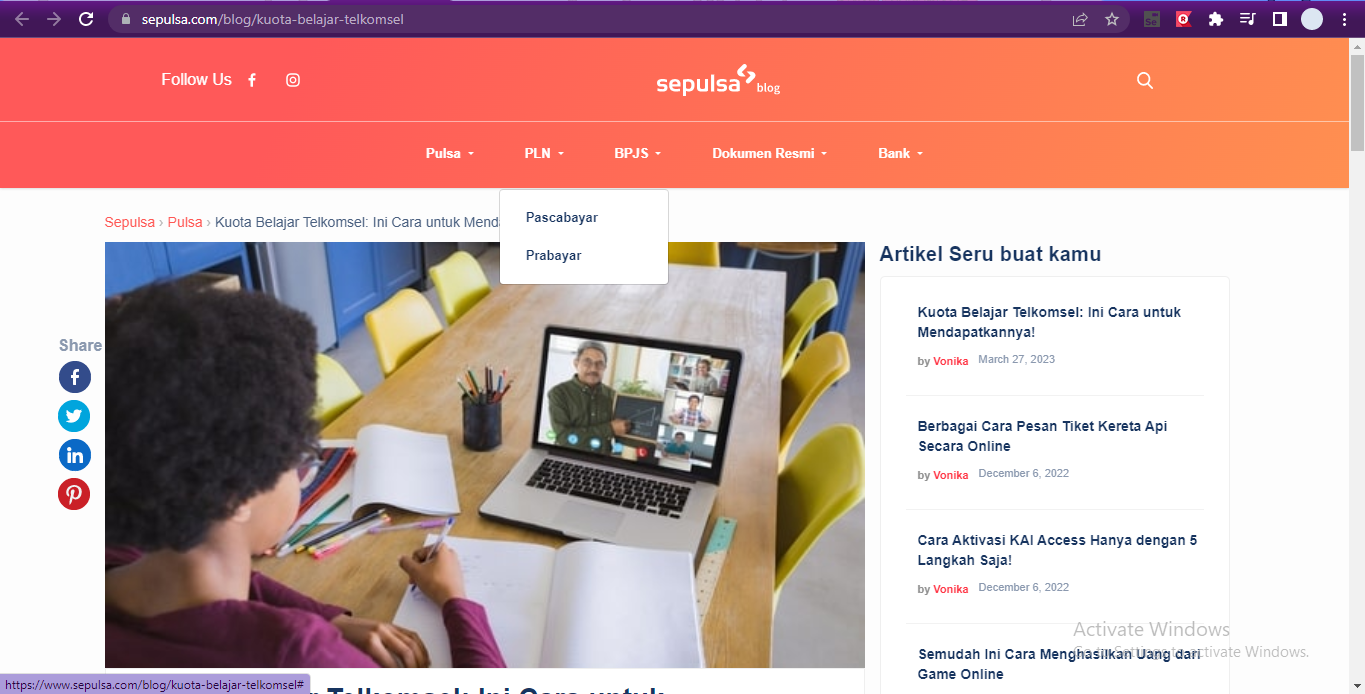 sepulsa.com/blog/kuota-belajar-telkomsel
Follow Us
sepulsa blog
Pulsa
PLN
BPJS
Dokumen Resmi
Bank
Pascabayar
Prabayar
Sepulsa › Pulsa › Kuota Belajar Telkomsel: Ini Cara untuk
Share
Artikel Seru buat kamu
Kuota Belajar Telkomsel: Ini Cara untuk
Mendapatkannya!
by Vonika March 27, 2023
Berbagai Cara Pesan Tiket Kereta Api
Secara Online
by Vonika December 6, 2022
Cara Aktivasi KAI Access Hanya dengan 5
Langkah Saja!
by Vonika December 6, 2022
Semudah Ini Cara Menghasilkan Uang dari
Game Online
Activate Windows
Go to Settings to activate Windows.
Telkomsel: Ini Cara untuk
https://www.sepulsa.com/blog/kuota-belajar-telkomsel#